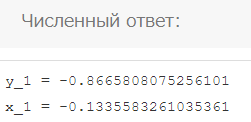 Численный ответ:
y_1 = -0.8665808075256101
x_1 = -0.1335583261035361